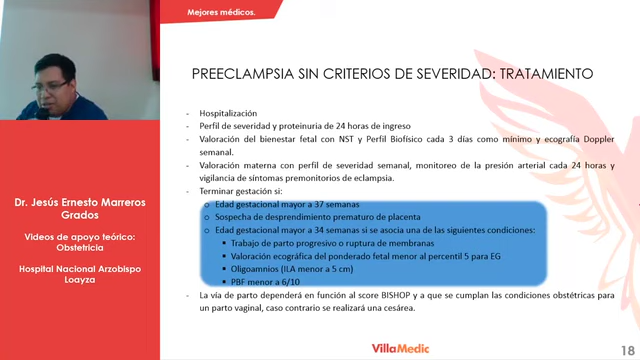 Mejores médicos.
PREECLAMPSIA SIN CRITERIOS DE SEVERIDAD: TRATAMIENTO
- Hospitalización
- Perfil de severidad y proteinuria de 24 horas de ingreso
- Valoración del bienestar fetal con NST y Perfil Biofísico cada 3 días como mínimo y ecografía Doppler
semanal.
- Valoración materna con perfil de severidad semanal, monitoreo de la presión arterial cada 24 horas y
vigilancia de síntomas premonitorios de eclampsia.
- Terminar gestación si:
o Edad gestacional mayor a 37 semanas
o Sospecha de desprendimiento prematuro de placenta
o Edad gestacional mayor a 34 semanas si se asocia una de las siguientes condiciones:
▪ Trabajo de parto progresivo o ruptura de membranas
▪ Valoración ecográfica del ponderado fetal menor al percentil 5 para EG
▪ Oligoamnios (ILA menor a 5 cm)
▪ PBF menor a 6/10
- La vía de parto dependerá en función al score BISHOP y a que se cumplan las condiciones obstétricas para
un parto vaginal, caso contrario se realizará una cesárea.
Dr. Jesús Ernesto Marreros
Grados
Videos de apoyo teórico:
Obstetricia
Hospital Nacional Arzobispo
Loayza
VillaMedic
18